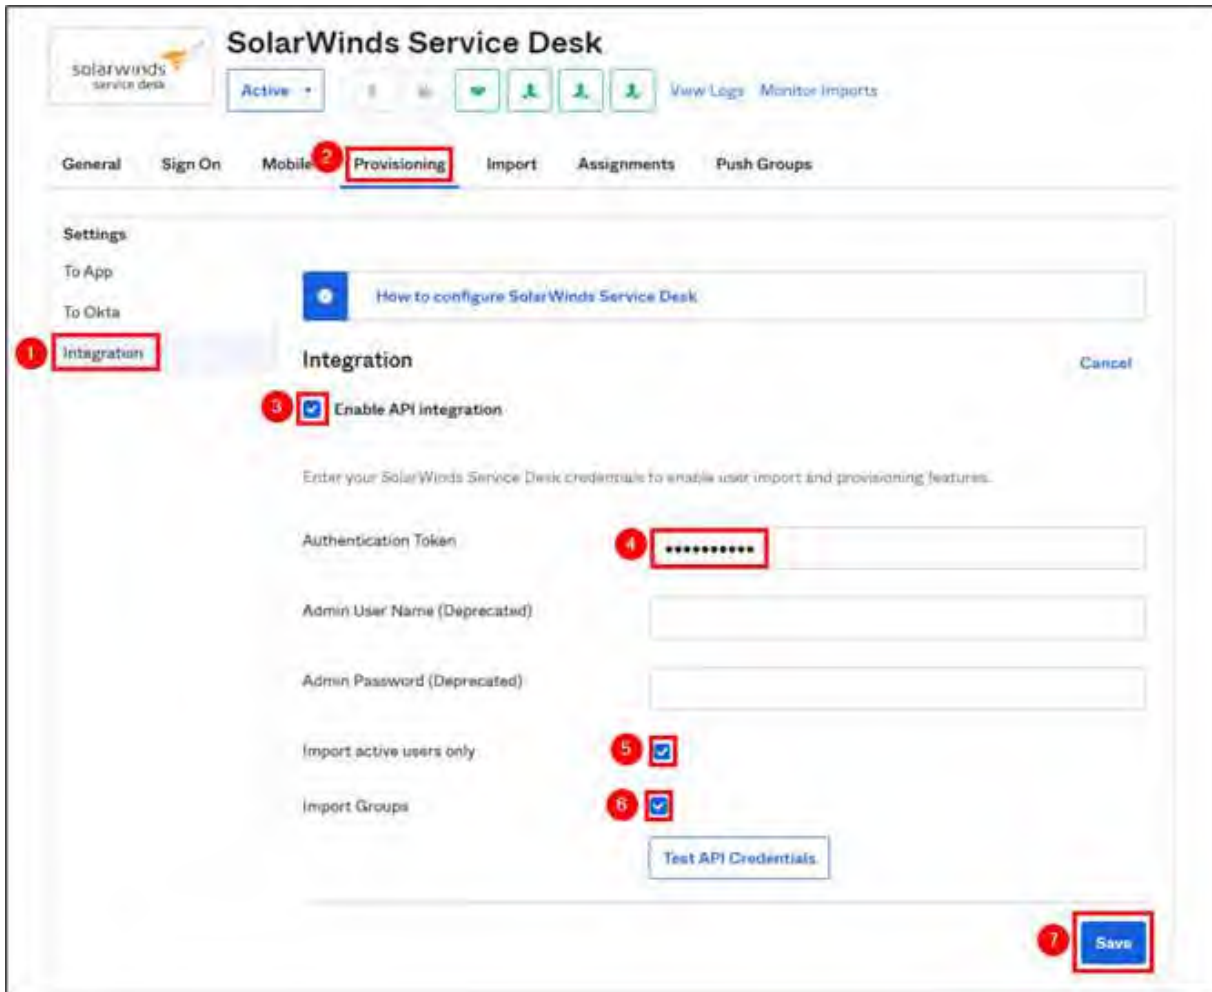 SolarWinds Service Desk
solarwinds
service desk
Active
View Logs Monitor Imports
General Sign On Mobile 2 Provisioning Import Assignments Push Groups
Settings
To App
To Okta
1 Integration
How to configure SolarWinds Service Desk
Integration
Cancel
3 Enable API integration
Enter your SolarWinds Service Desk credentials to enable user import and provisioning features.
Authentication Token
4 ••••••••••
Admin User Name (Deprecated)
Admin Password (Deprecated)
Import active users only 5
Import Groups 6
Test API Credentials
7 Save